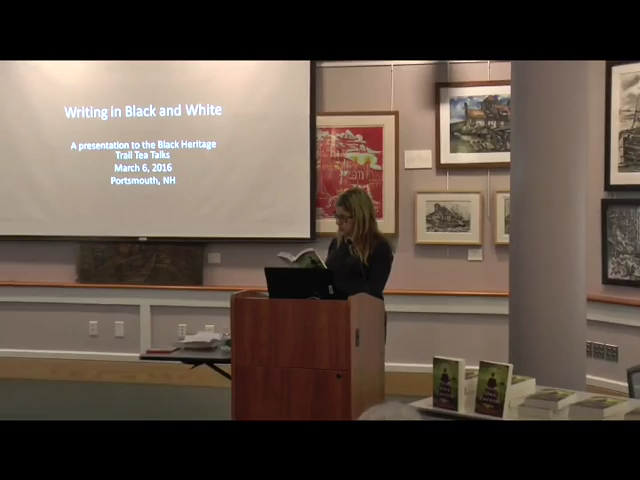 Writing in Black and White
A presentation to the Black Heritage
Trail Tea Talks
March 6, 2016
Portsmouth, NH